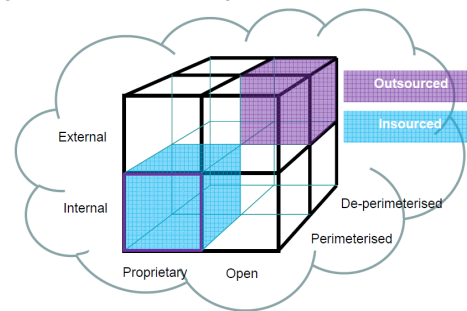 Outsourced
Insourced
External
Internal
De-perimeterised
Perimeterised
Proprietary
Open